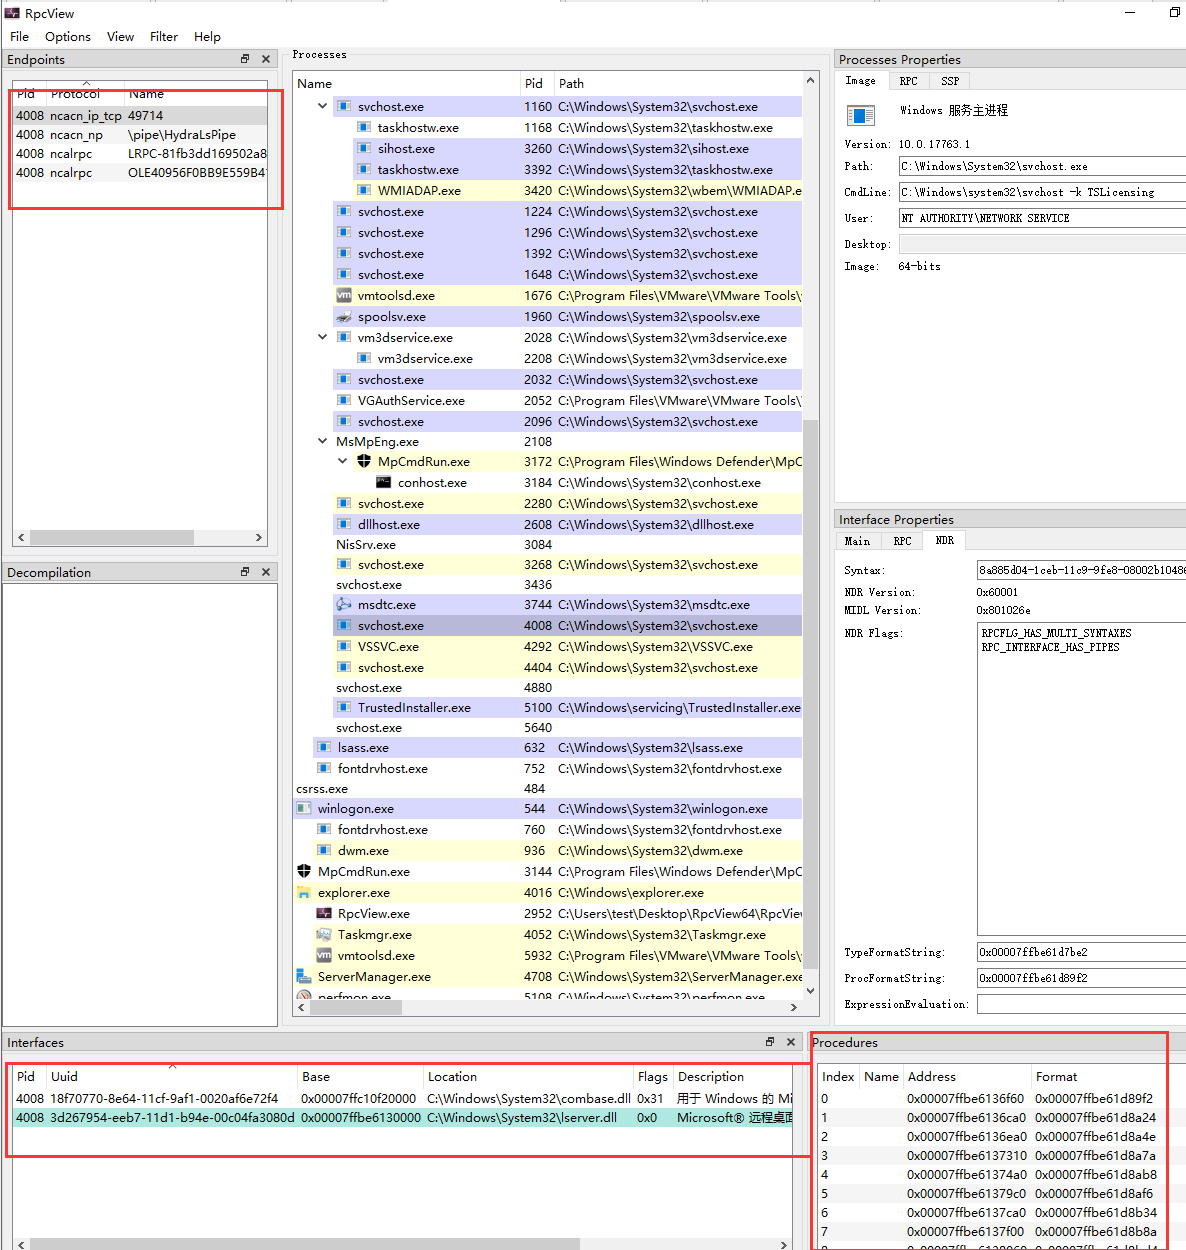 RpcView
File Options View Filter Help
Endpoints
Pid Protocol Name
4008 ncacn_ip_tcp 49714
4008 ncacn_np \pipe\HydraLsPipe
4008 ncalrpc LRPC-81fb3dd169502a8
4008 ncalrpc OLE40956F0BB9E559B4
Decompilation
Processes
Name Pid Path
svchost.exe 1160 C:\Windows\System32\svchost.exe
taskhostw.exe 1168 C:\Windows\System32\taskhostw.exe
sihost.exe 3260 C:\Windows\System32\sihost.exe
taskhostw.exe 3392 C:\Windows\System32\taskhostw.exe
WMIADAP.exe 3420 C:\Windows\System32\wbem\WMIADAP.e
svchost.exe 1224 C:\Windows\System32\svchost.exe
svchost.exe 1296 C:\Windows\System32\svchost.exe
svchost.exe 1392 C:\Windows\System32\svchost.exe
svchost.exe 1648 C:\Windows\System32\svchost.exe
vmtoolsd.exe 1676 C:\Program Files\VMware\VMware Tools\
spoolsv.exe 1960 C:\Windows\System32\spoolsv.exe
vm3dservice.exe 2028 C:\Windows\System32\vm3dservice.exe
vm3dservice.exe 2208 C:\Windows\System32\vm3dservice.exe
svchost.exe 2032 C:\Windows\System32\svchost.exe
VGAuthService.exe 2052 C:\Program Files\VMware\VMware Tools\
svchost.exe 2096 C:\Windows\System32\svchost.exe
MsMpEng.exe 2108
MpCmdRun.exe 3172 C:\Program Files\Windows Defender\MpC
conhost.exe 3184 C:\Windows\System32\conhost.exe
svchost.exe 2280 C:\Windows\System32\svchost.exe
dllhost.exe 2608 C:\Windows\System32\dllhost.exe
NisSrv.exe 3084
svchost.exe 3268 C:\Windows\System32\svchost.exe
svchost.exe 3436
msdtc.exe 3744 C:\Windows\System32\msdtc.exe
svchost.exe 4008 C:\Windows\System32\svchost.exe
VSSVC.exe 4292 C:\Windows\System32\VSSVC.exe
svchost.exe 4404 C:\Windows\System32\svchost.exe
svchost.exe 4880
TrustedInstaller.exe 5100 C:\Windows\servicing\TrustedInstaller.exe
svchost.exe 5640
lsass.exe 632 C:\Windows\System32\lsass.exe
fontdrvhost.exe 752 C:\Windows\System32\fontdrvhost.exe
csrss.exe 484
winlogon.exe 544 C:\Windows\System32\winlogon.exe
fontdrvhost.exe 760 C:\Windows\System32\fontdrvhost.exe
dwm.exe 936 C:\Windows\System32\dwm.exe
MpCmdRun.exe 3144 C:\Program Files\Windows Defender\MpC
explorer.exe 4016 C:\Windows\explorer.exe
RpcView.exe 2952 C:\Users\test\Desktop\RpcView64\RpcVie
Taskmgr.exe 4052 C:\Windows\System32\Taskmgr.exe
vmtoolsd.exe 5932 C:\Program Files\VMware\VMware Tools\
ServerManager.exe 4708 C:\Windows\System32\ServerManager.exe
perfmon.exe 5108 C:\Windows\System32\perfmon.exe
Processes Properties
Image RPC SSP
Windows 服务主进程
Version: 10.0.17763.1
Path: C:\Windows\System32\svchost.exe
CmdLine: C:\Windows\system32\svchost -k TSLicensing
User: NT AUTHORITY\NETWORK SERVICE
Desktop:
Image: 64-bits
Interface Properties
Main RPC NDR
Syntax: 8a885d04-1ceb-11c9-9fe8-08002b10486
NDR Version: 0x60001
MIDL Version: 0x801026e
NDR Flags: RPCFLG_HAS_MULTI_SYNTAXES
RPC_INTERFACE_HAS_PIPES
TypeFormatString: 0x00007ffbe61d7be2
ProcFormatString: 0x00007ffbe61d89f2
ExpressionEvaluation:
Interfaces
Pid Uuid Base Location Flags Description
4008 18f70770-8e64-11cf-9af1-0020af6e72f4 0x00007ffc10f20000 C:\Windows\System32\combase.dll 0x31 用于 Windows 的 Mi
4008 3d267954-eeb7-11d1-b94e-00c04fa3080d 0x00007ffbe6130000 C:\Windows\System32\lserver.dll 0x0 Microsoft® 远程桌面
Procedures
Index Name Address Format
0 0x00007ffbe6136f60 0x00007ffbe61d89f2
1 0x00007ffbe6136ca0 0x00007ffbe61d8a24
2 0x00007ffbe6136ea0 0x00007ffbe61d8a4e
3 0x00007ffbe6137310 0x00007ffbe61d8a7a
4 0x00007ffbe61374a0 0x00007ffbe61d8ab8
5 0x00007ffbe61379c0 0x00007ffbe61d8af6
6 0x00007ffbe6137ca0 0x00007ffbe61d8b34
7 0x00007ffbe6137f00 0x00007ffbe61d8b8a